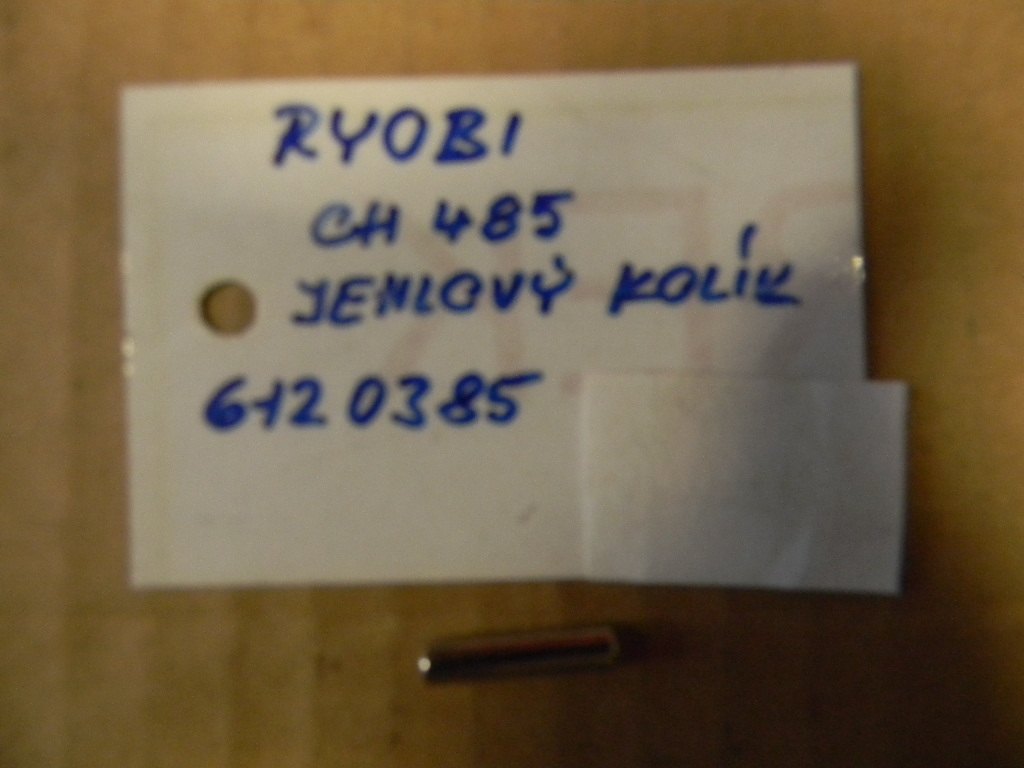 RYOBI
CH 485
JEHLOVÝ KOLÍK
6120385